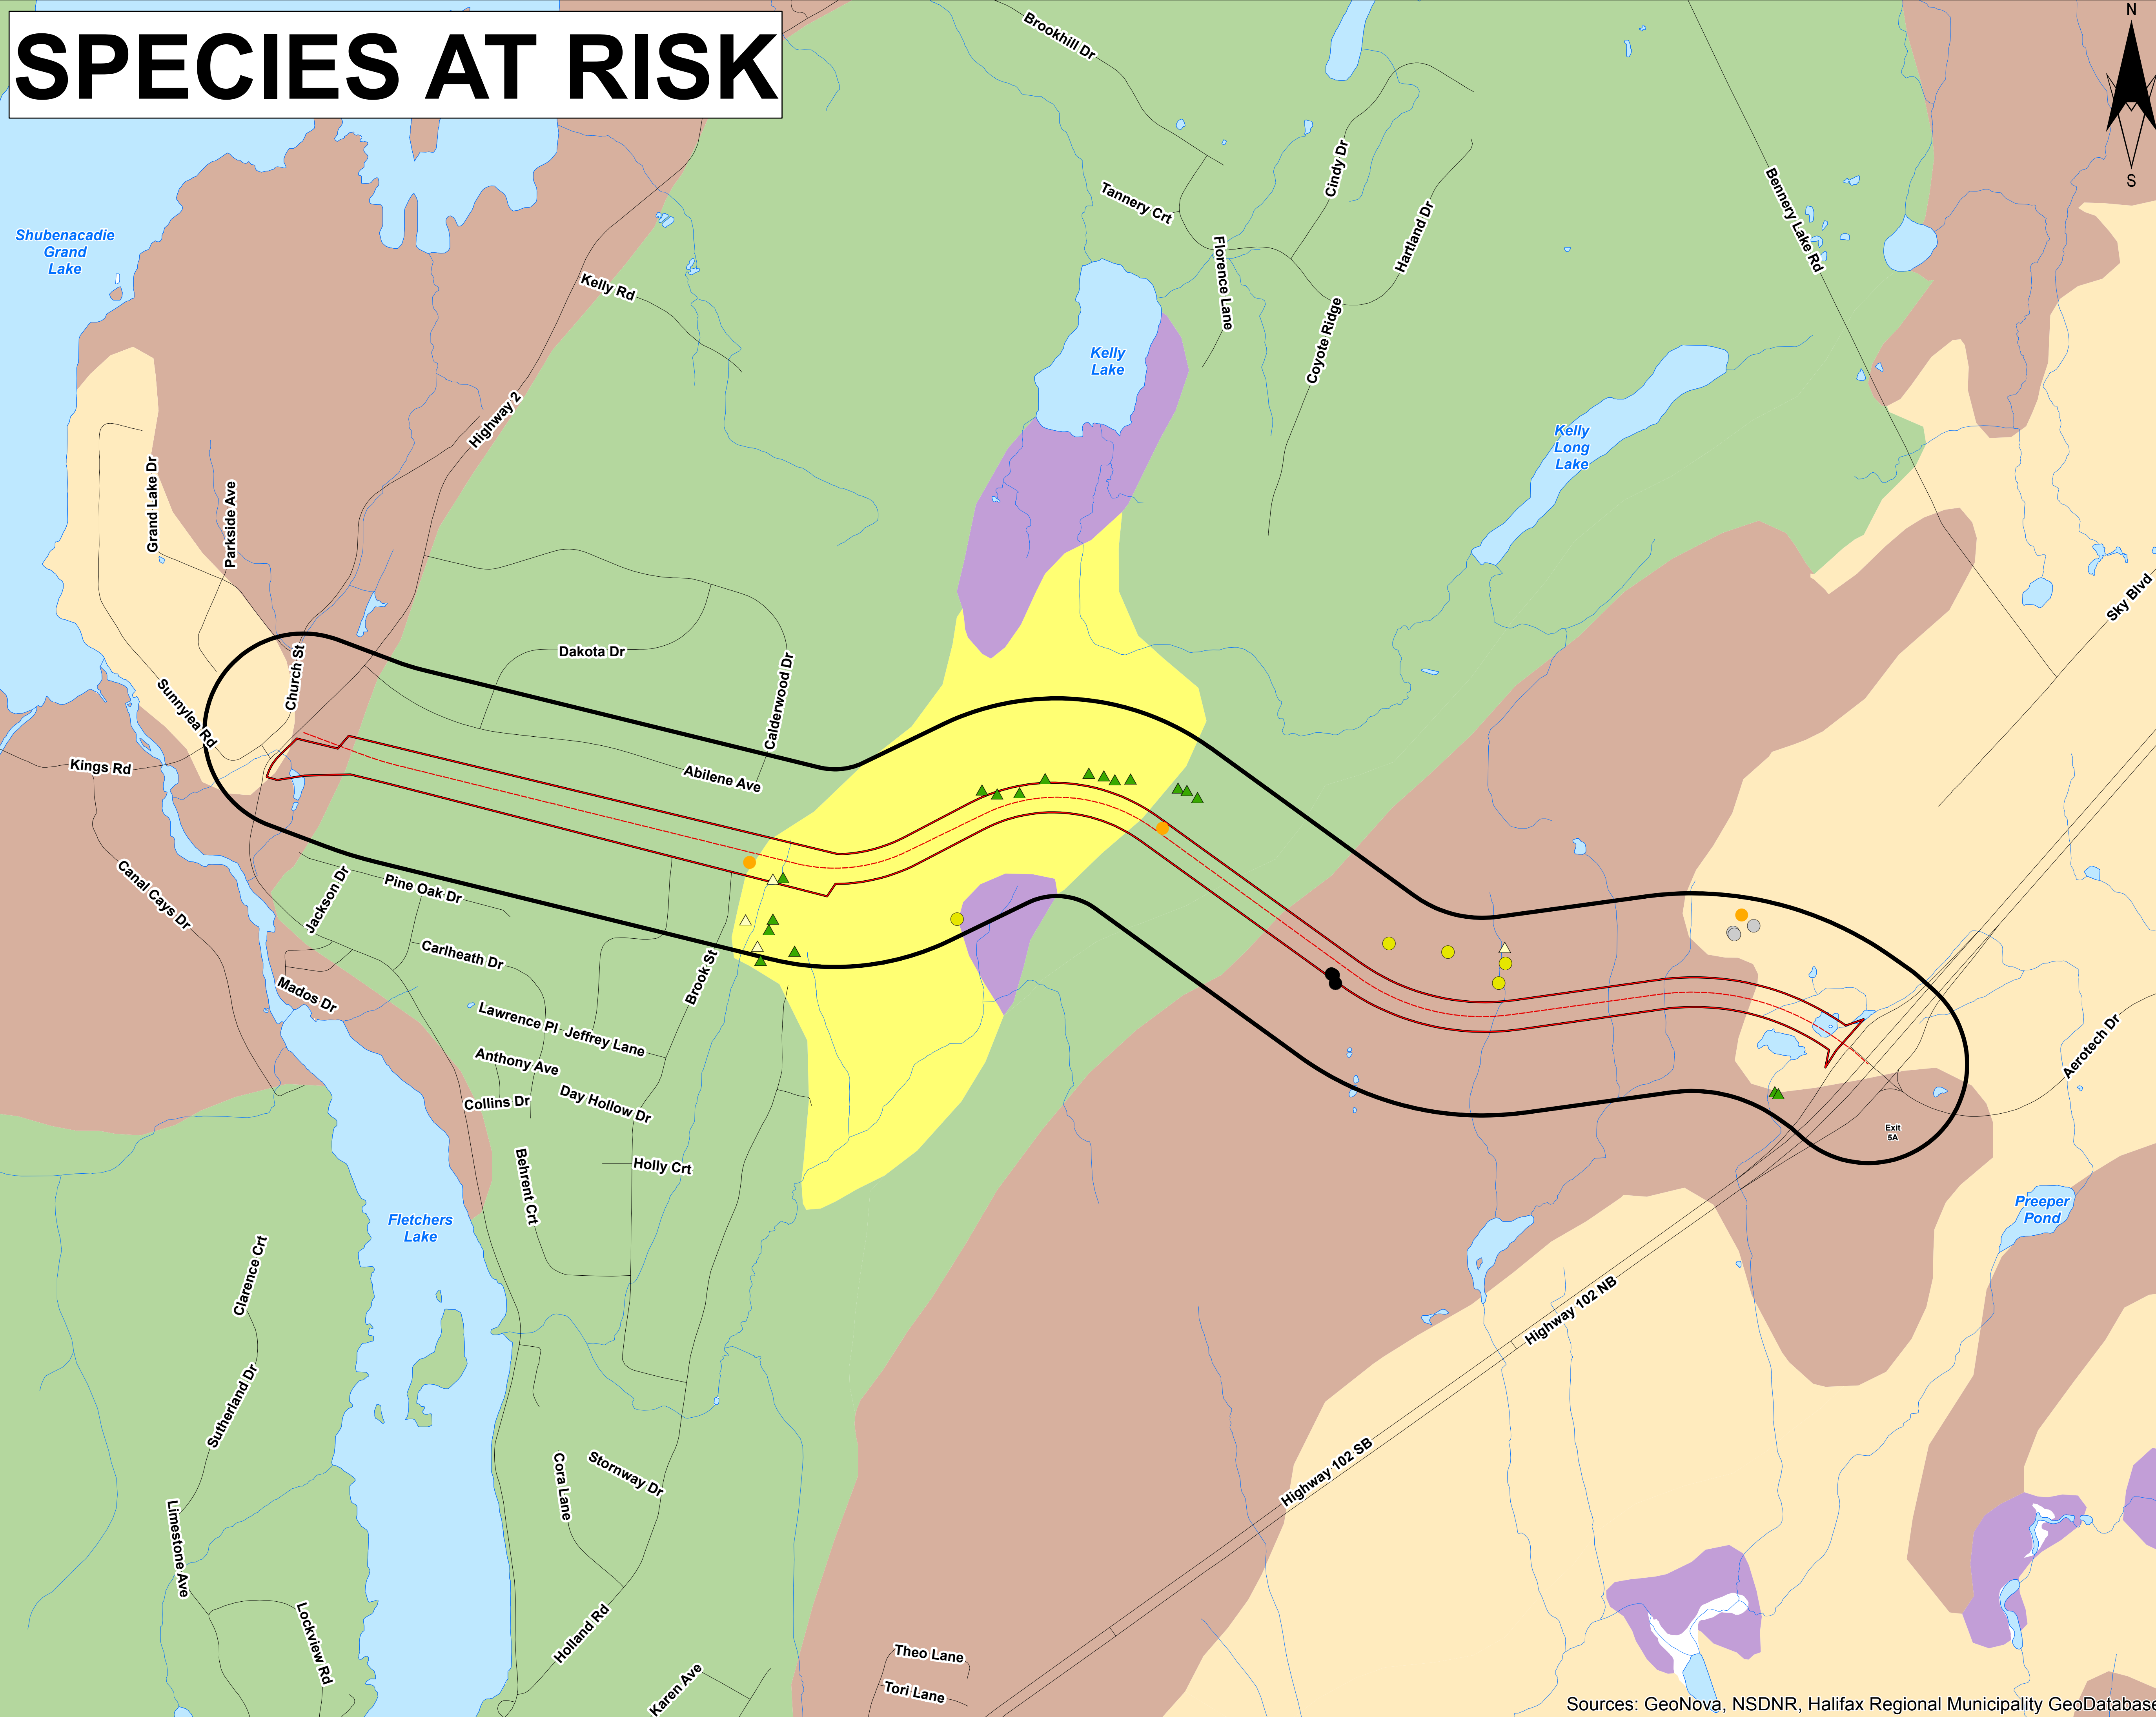 SPECIES AT RISK
N
S
Brookhill Dr
Cindy Dr
Tannery Crt
Bennery Lake Rd
Hartland Dr
Florence Lane
Shubenacadie
Grand
Lake
Kelly Rd
Coyote Ridge
Kelly
Lake
Highway 2
Kelly
Long
Lake
Grand Lake Dr
Parkside Ave
Sky Blvd
Dakota Dr
Church St
Calderwood Dr
Sunnylea Rd
Kings Rd
Abilene Ave
Canal Cays Dr
Jackson Dr
Pine Oak Dr
Carlheath Dr
Brook St
Mados Dr
Lawrence Pl
Jeffrey Lane
Aerotech Dr
Anthony Ave
Collins Dr
Day Hollow Dr
Exit
5A
Holly Crt
Behrent Crt
Fletchers
Lake
Preeper
Pond
Clarence Crt
Highway 102 NB
Sutherland Dr
Highway 102 SB
Cora Lane
Stornway Dr
Limestone Ave
Lockview Rd
Holland Rd
Theo Lane
Karen Ave
Tori Lane
Sources: GeoNova, NSDNR, Halifax Regional Municipality GeoDatabase